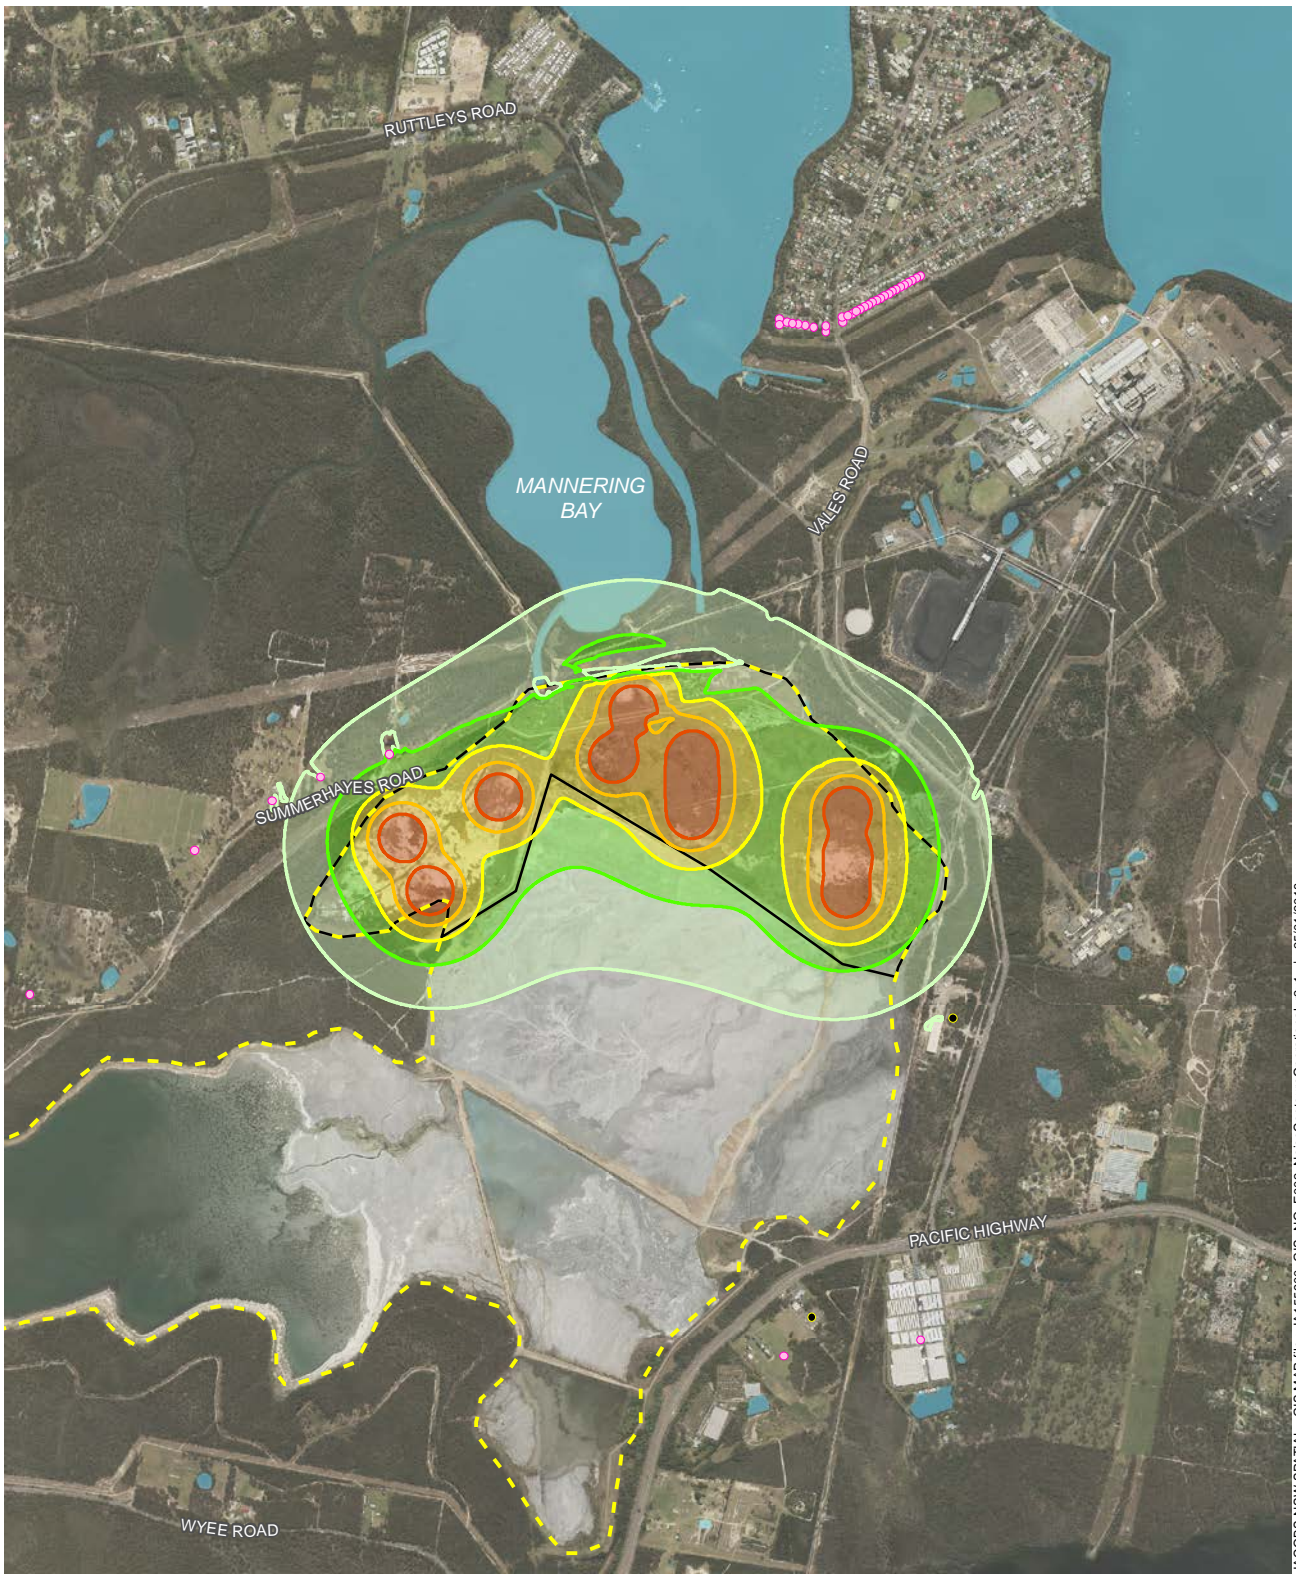 RUTTLEYS ROAD
MANNERING
BAY
VALES ROAD
SUMMERHAYES ROAD
PACIFIC HIGHWAY
WYEE ROAD